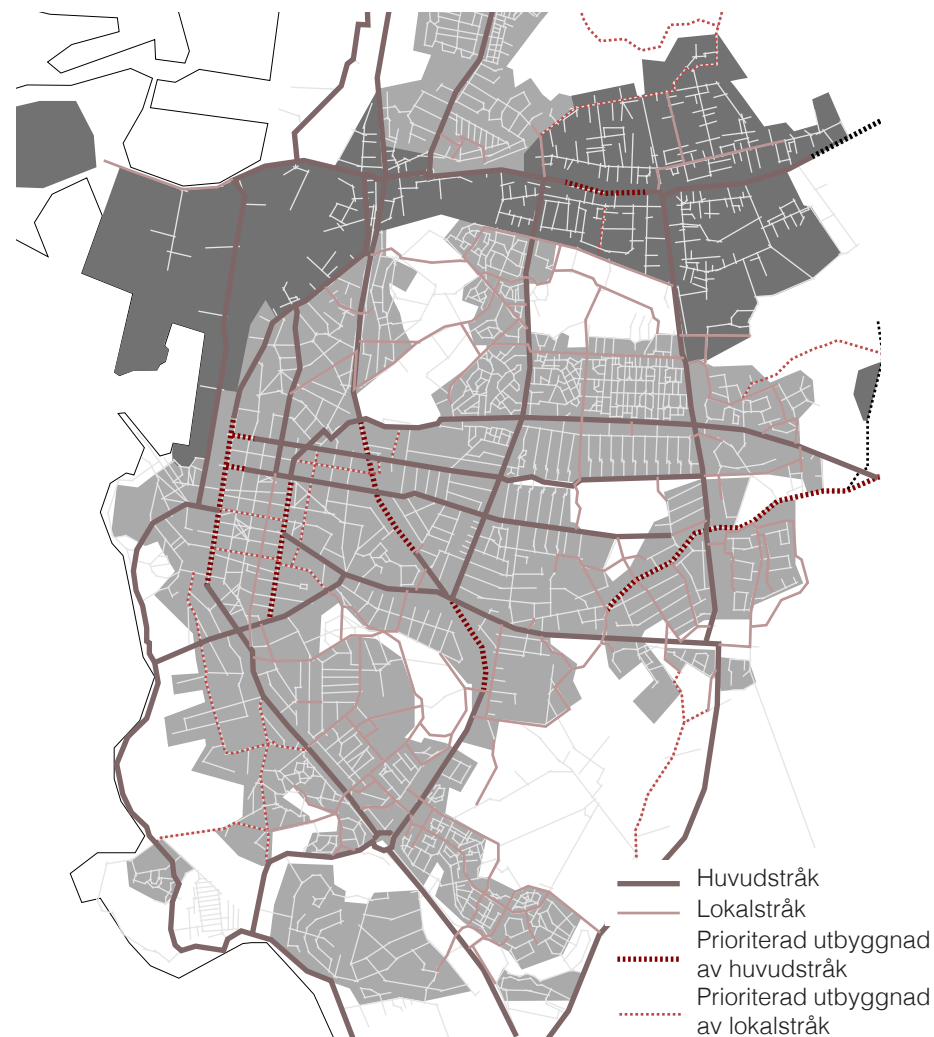 Huvudstråk
Lokalstråk
Prioriterad utbyggnad
av huvudstråk
Prioriterad utbyggnad
av lokalstråk